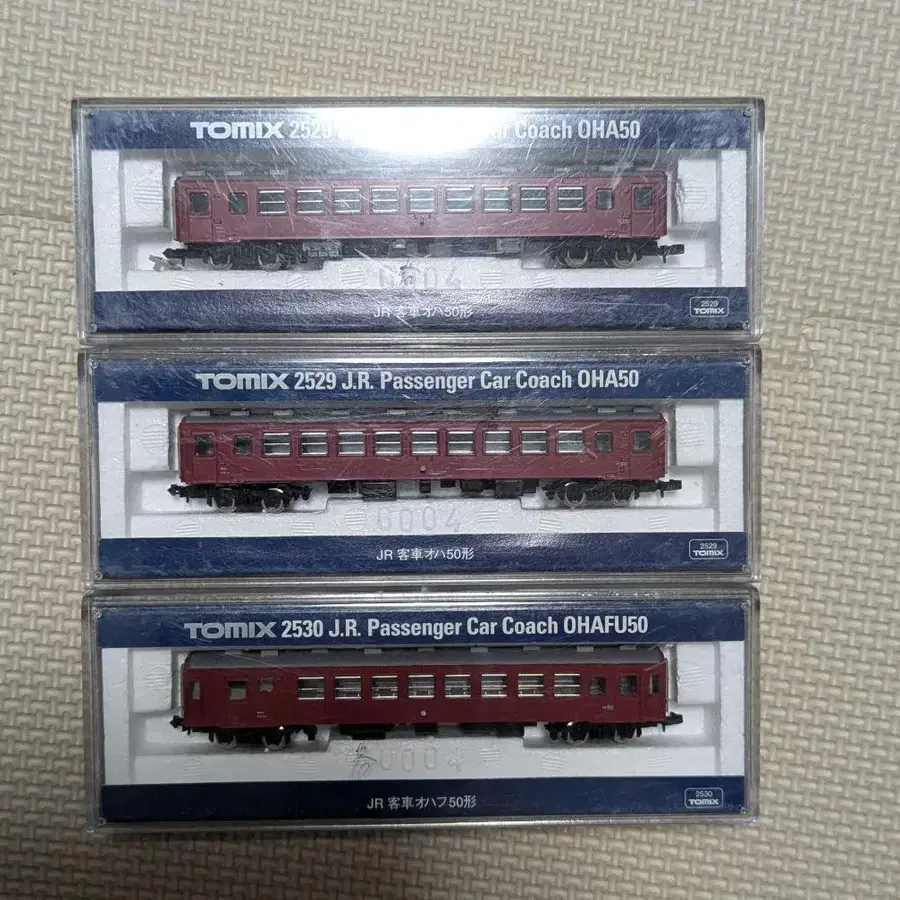 TOMIX 2529 Car Coach OHA50
0004
JR 客車オハ50形
2529
TOMIX
TOMIX 2529 J.R. Passenger Car Coach OHA50
0004
JR 客車オハ50形
2529
TOMIX
TOMIX 2530 J.R. Passenger Car Coach OHAFU50
0004
JR 客車オハフ50形
2530
TOMIX